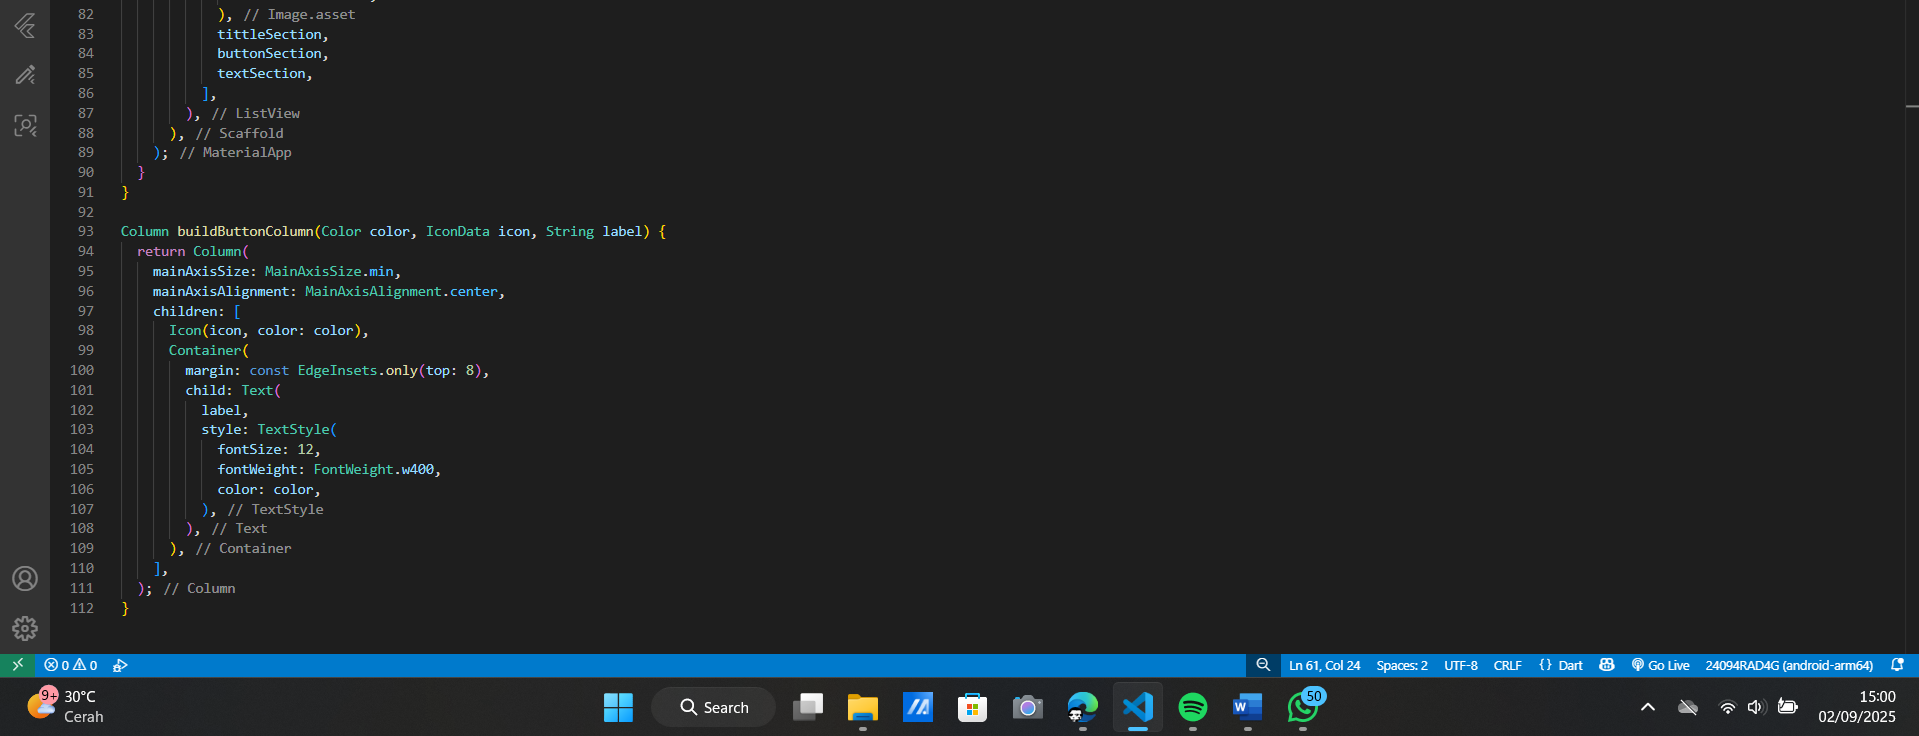 82 ), // Image.asset
83 tittleSection,
84 buttonSection,
85 textSection,
86 ],
87 ), // ListView
88 ), // Scaffold
89 ); // MaterialApp
90 }
91 }
92
93 Column buildButtonColumn(Color color, IconData icon, String label) {
94 return Column(
95 mainAxisSize: MainAxisSize.min,
96 mainAxisAlignment: MainAxisAlignment.center,
97 children: [
98 Icon(icon, color: color),
99 Container(
100 margin: const EdgeInsets.only(top: 8),
101 child: Text(
102 label,
103 style: TextStyle(
104 fontSize: 12,
105 fontWeight: FontWeight.w400,
106 color: color,
107 ), // TextStyle
108 ), // Text
109 ), // Container
110 ],
111 ); // Column
112 }
0 0 Ln 61, Col 24 Spaces: 2 UTF-8 CRLF {} Dart Go Live 24094RAD4G (android-arm64)
9+ 30°C
Cerah
Search
W
50
15:00
02/09/2025